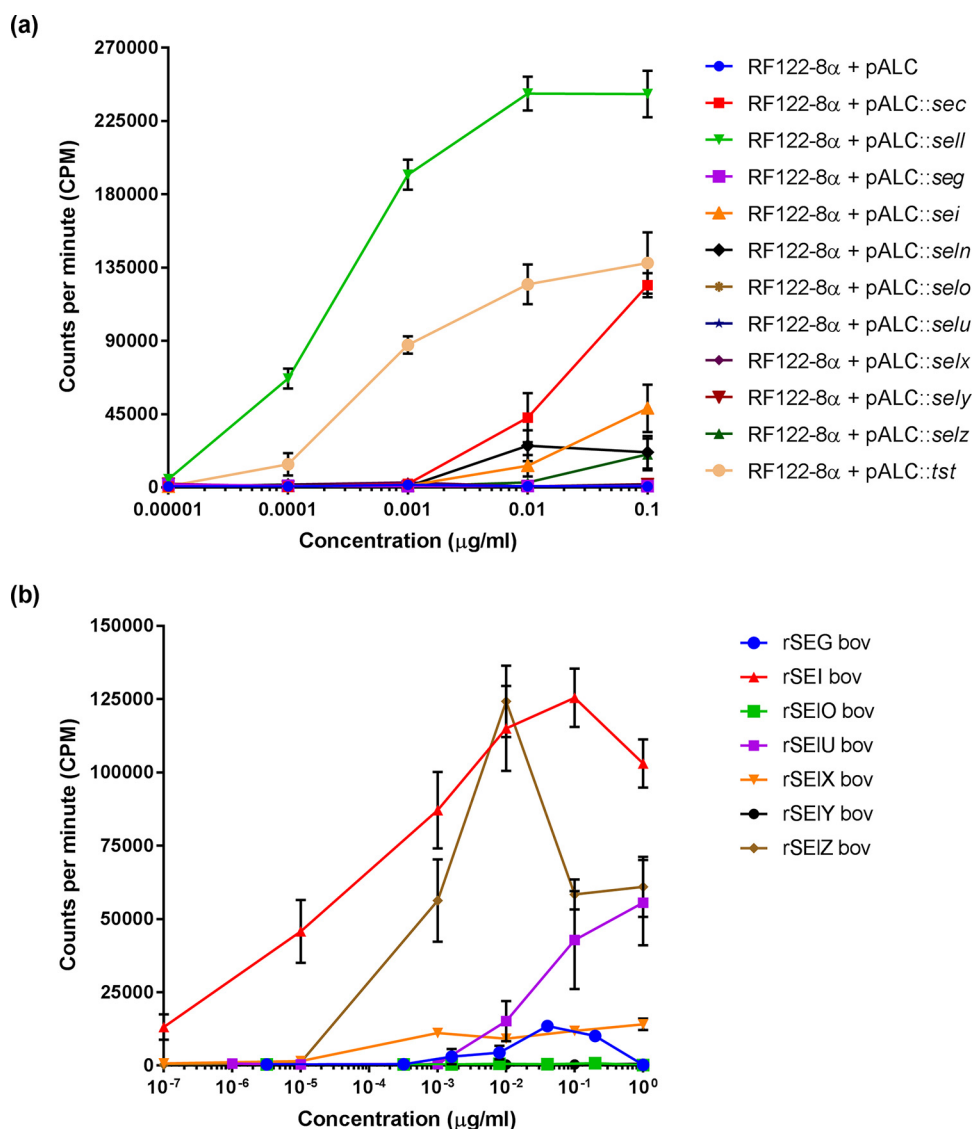 (a)
270000
225000
180000
135000
90000
45000
0
Counts per minute (CPM)
0.00001
0.0001
0.001
0.01
0.1
Concentration (μg/ml)
RF122-8α + pALC
RF122-8α + pALC::sec
RF122-8α + pALC::sell
RF122-8α + pALC::seg
RF122-8α + pALC::sei
RF122-8α + pALC::seln
RF122-8α + pALC::selo
RF122-8α + pALC::selu
RF122-8α + pALC::selx
RF122-8α + pALC::sely
RF122-8α + pALC::selz
RF122-8α + pALC::tst
(b)
150000
125000
100000
75000
50000
25000
0
Counts per minute (CPM)
10⁻⁷
10⁻⁶
10⁻⁵
10⁻⁴
10⁻³
10⁻²
10⁻¹
10⁰
Concentration (μg/ml)
rSEG bov
rSEI bov
rSElO bov
rSElU bov
rSElX bov
rSElY bov
rSElZ bov